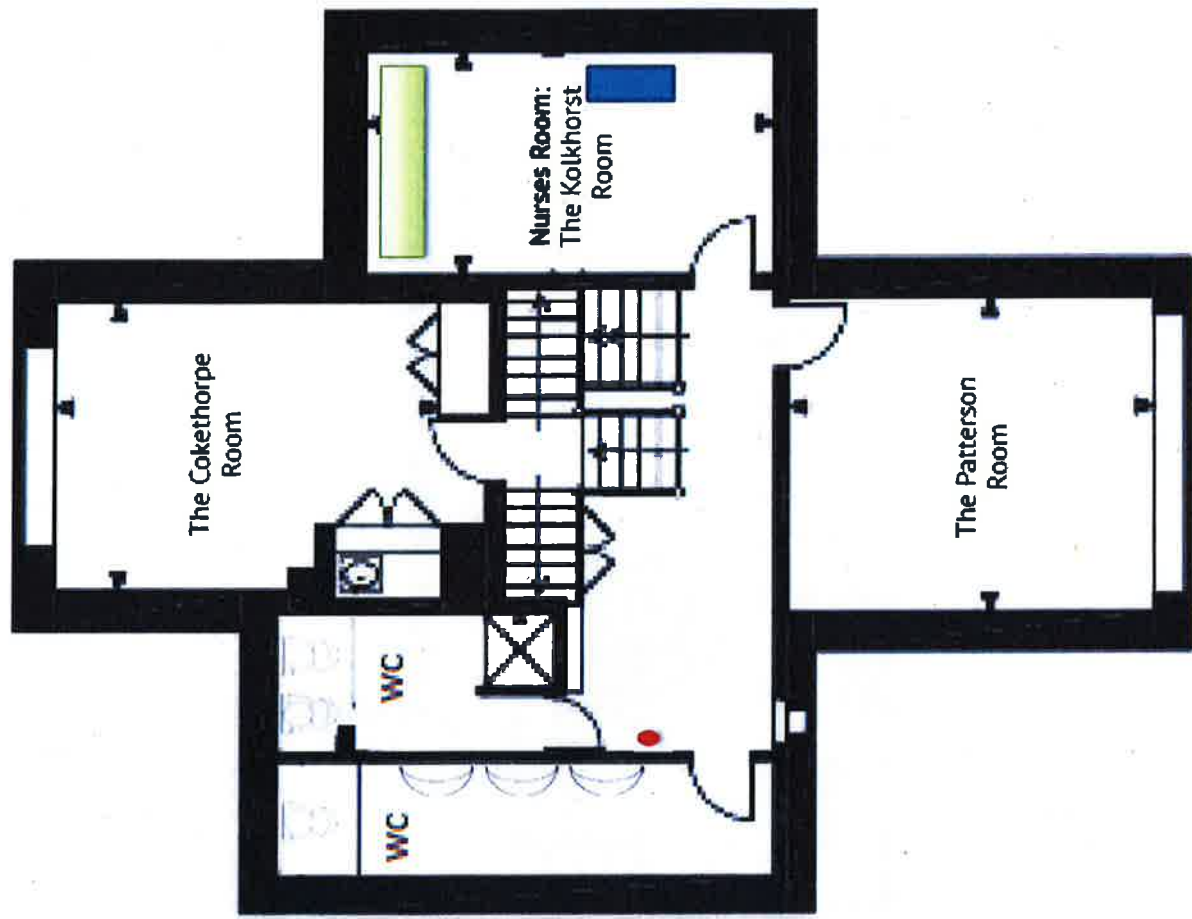 The Cokethorpe
Room
Nurses Room:
The Kolkhorst
Room
WC
WC
The Patterson
Room